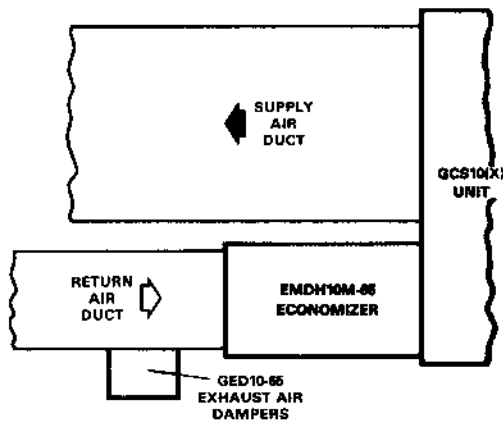 SUPPLY
AIR
DUCT
GCS10(X)
UNIT
RETURN
AIR
DUCT
EMDH10M-65
ECONOMIZER
GED10-65
EXHAUST AIR
DAMPERS